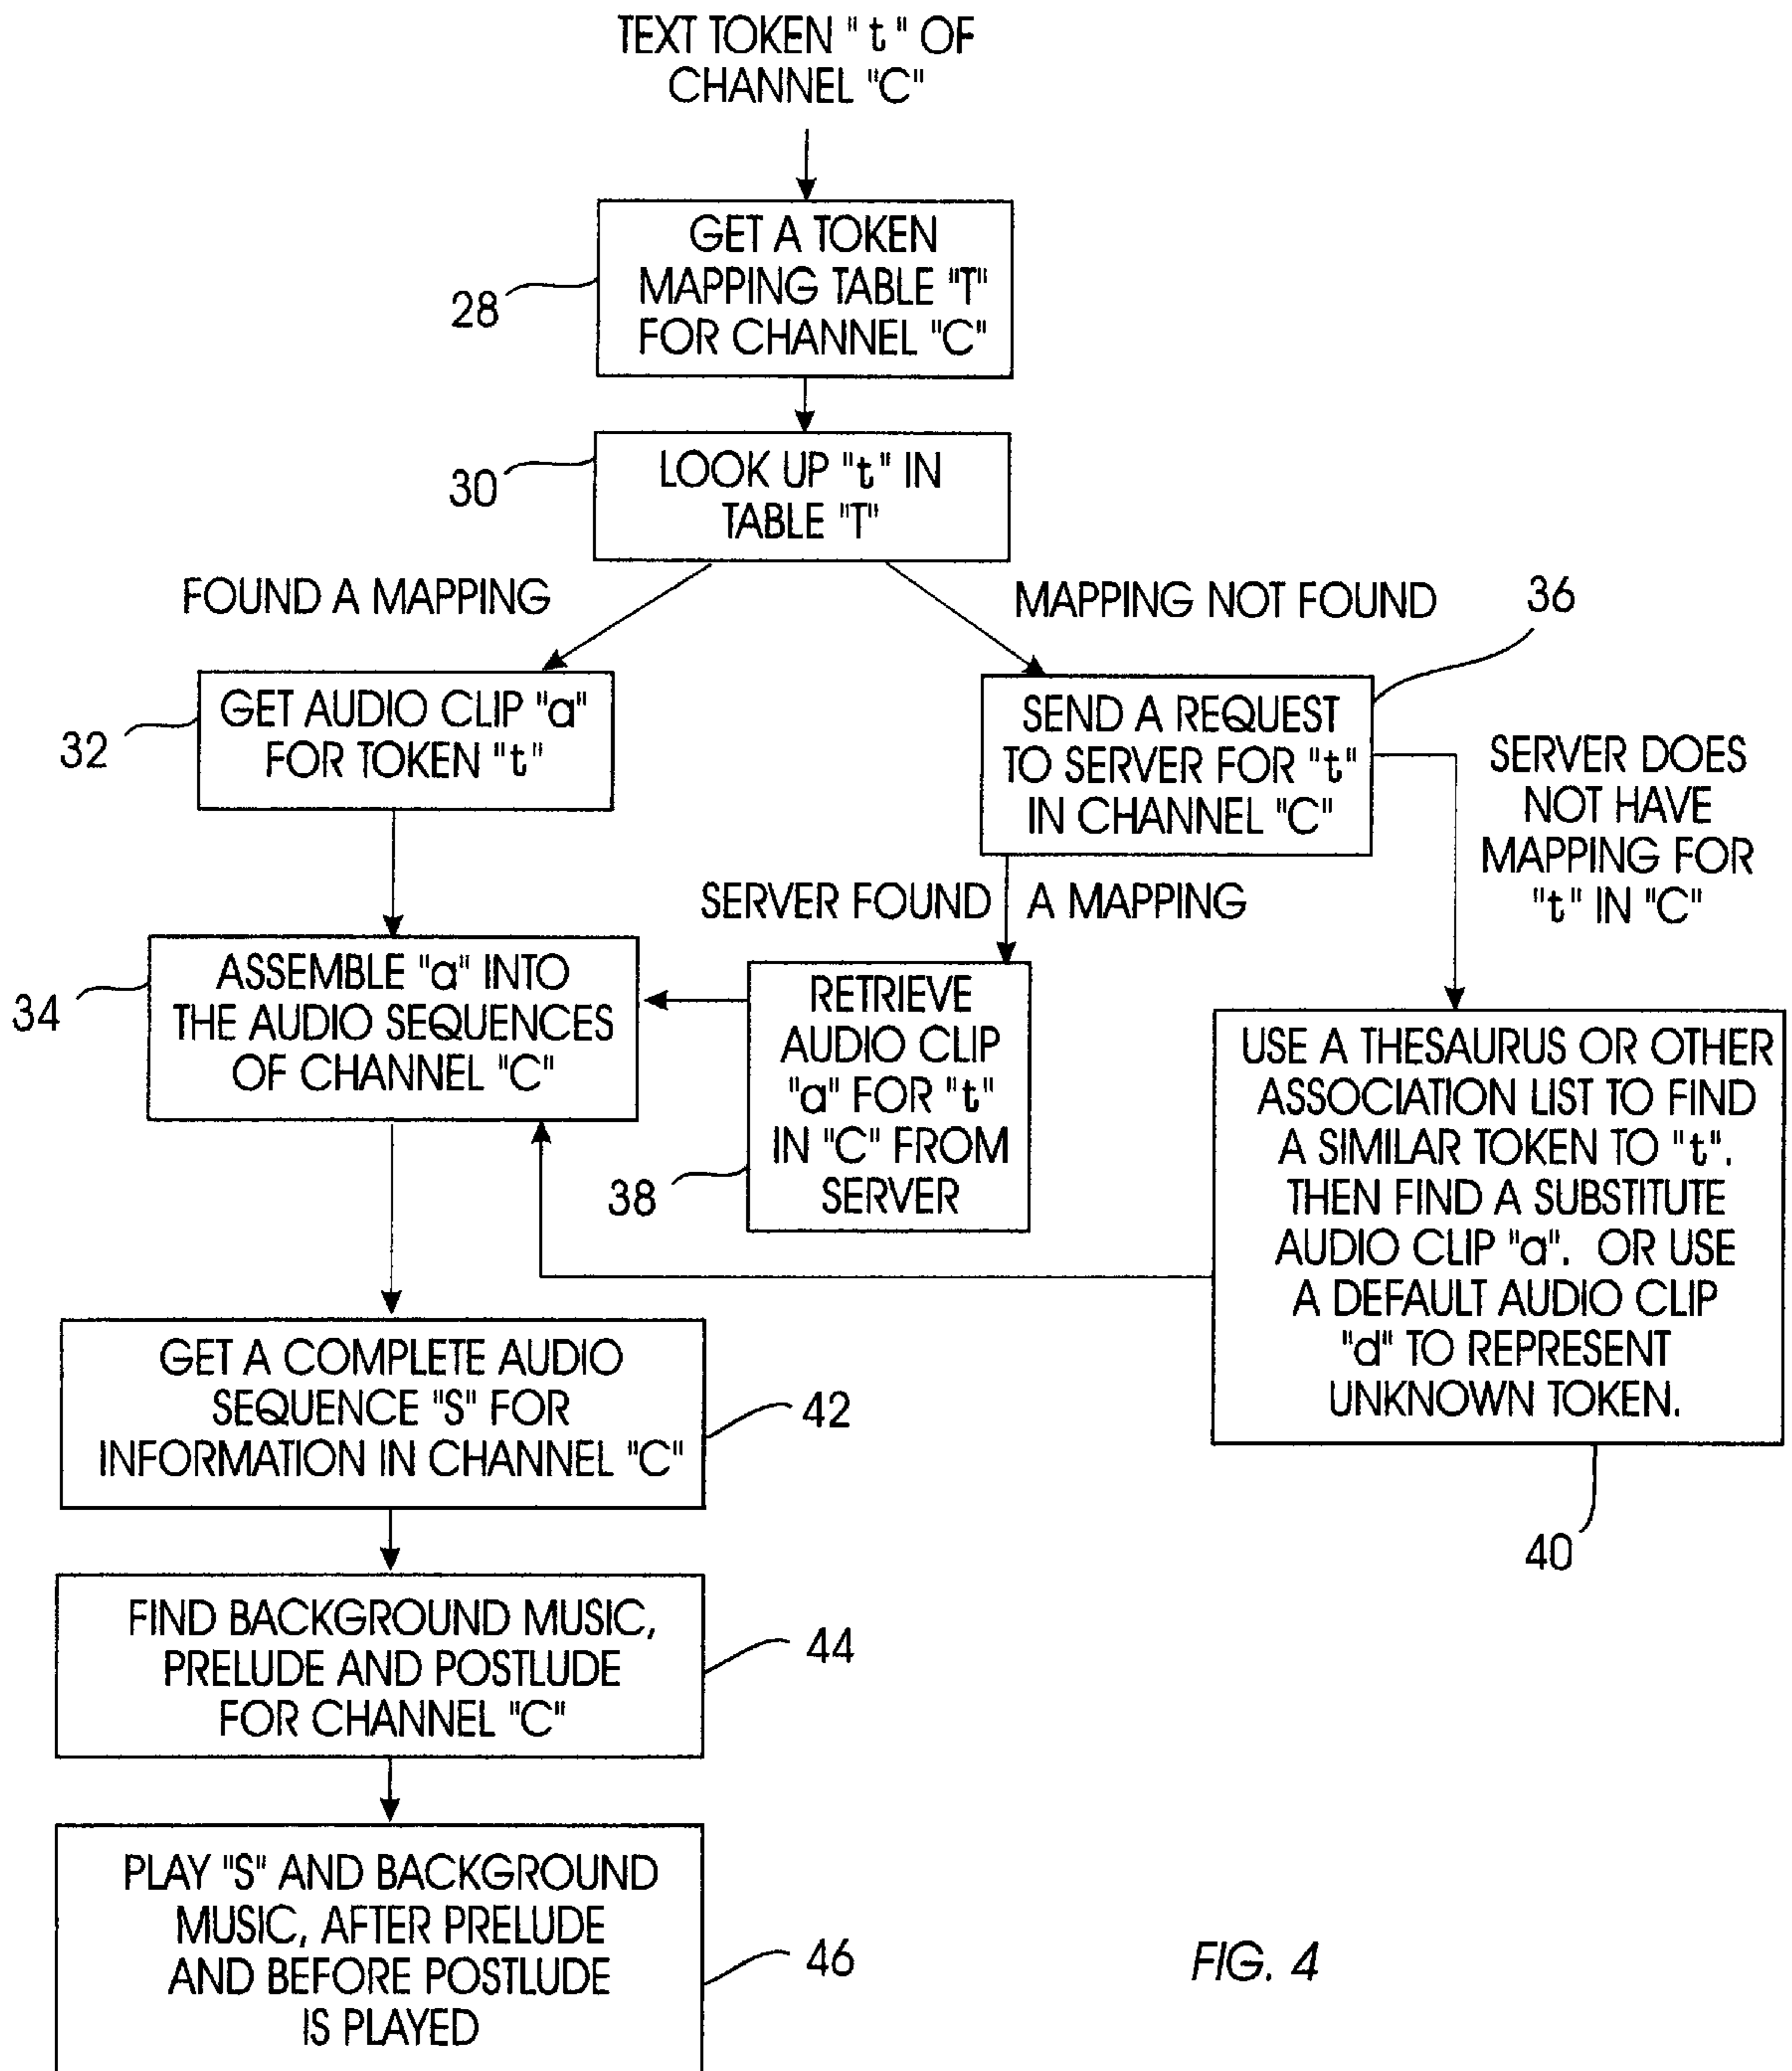 TEXT TOKEN "t" OF
CHANNEL "C"
GET A TOKEN
MAPPING TABLE "T"
FOR CHANNEL "C"
28
LOOK UP "t" IN
TABLE "T"
30
FOUND A MAPPING
MAPPING NOT FOUND
36
GET AUDIO CLIP "a"
FOR TOKEN "t"
32
SEND A REQUEST
TO SERVER FOR "t"
IN CHANNEL "C"
SERVER DOES
NOT HAVE
MAPPING FOR
"t" IN "C"
SERVER FOUND A MAPPING
ASSEMBLE "a" INTO
THE AUDIO SEQUENCES
OF CHANNEL "C"
34
RETRIEVE
AUDIO CLIP
"a" FOR "t"
IN "C" FROM
SERVER
38
USE A THESAURUS OR OTHER
ASSOCIATION LIST TO FIND
A SIMILAR TOKEN TO "t".
THEN FIND A SUBSTITUTE
AUDIO CLIP "a". OR USE
A DEFAULT AUDIO CLIP
"d" TO REPRESENT
UNKNOWN TOKEN.
40
GET A COMPLETE AUDIO
SEQUENCE "S" FOR
INFORMATION IN CHANNEL "C"
42
FIND BACKGROUND MUSIC,
PRELUDE AND POSTLUDE
FOR CHANNEL "C"
44
PLAY "S" AND BACKGROUND
MUSIC, AFTER PRELUDE
AND BEFORE POSTLUDE
IS PLAYED
46
FIG. 4